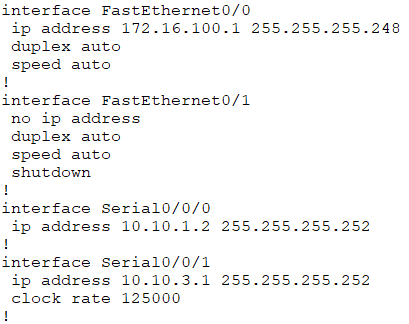 interface FastEthernet0/0
 ip address 172.16.100.1 255.255.255.248
 duplex auto
 speed auto
!
interface FastEthernet0/1
 no ip address
 duplex auto
 speed auto
 shutdown
!
interface Serial0/0/0
 ip address 10.10.1.2 255.255.255.252
!
interface Serial0/0/1
 ip address 10.10.3.1 255.255.255.252
 clock rate 125000
!